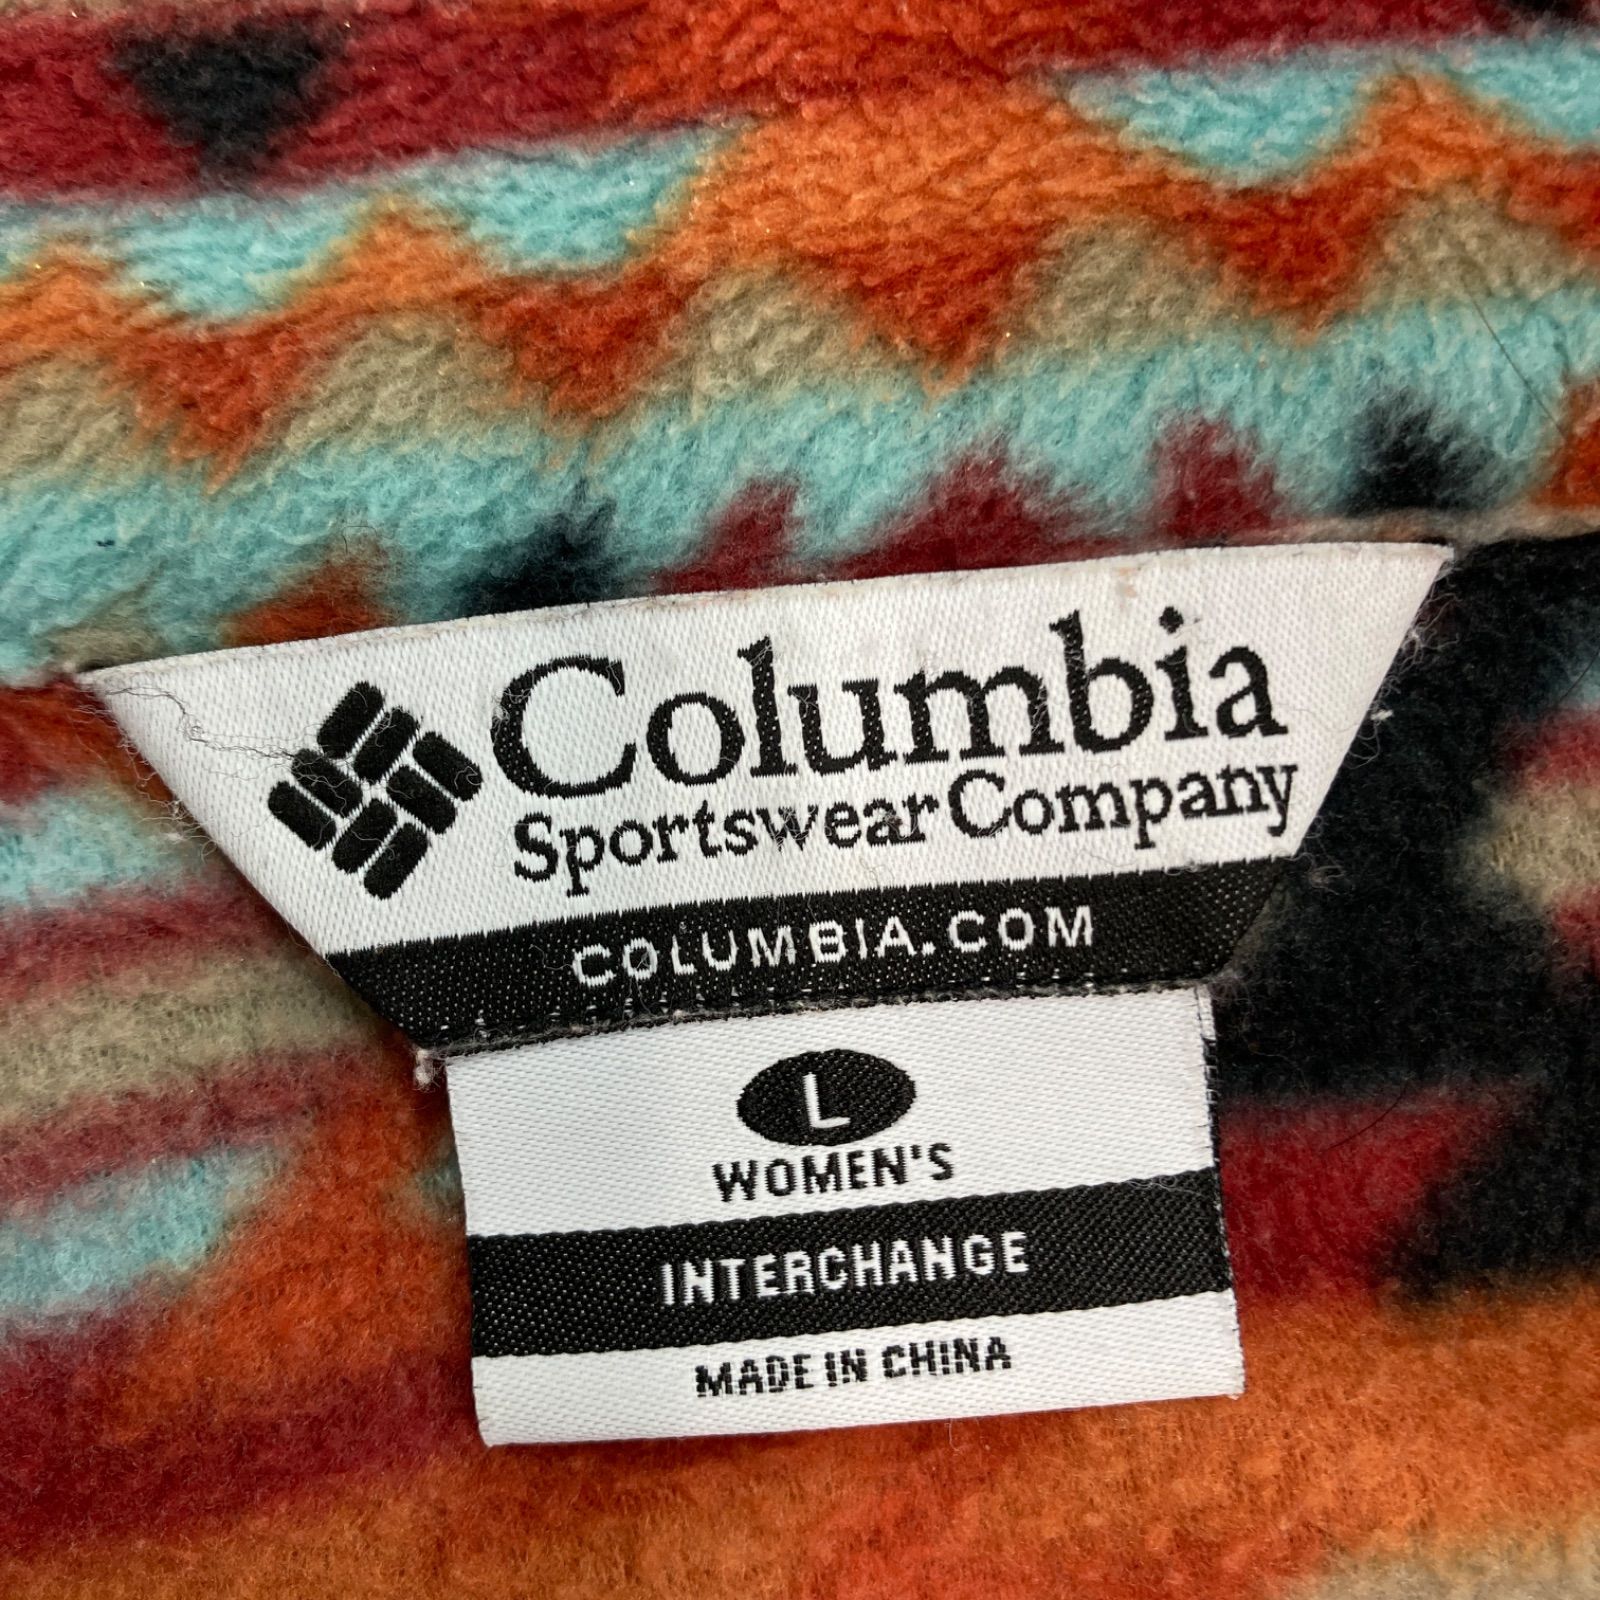 Columbia
Sportswear Company
COLUMBIA.COM
L
WOMEN'S
INTERCHANGE
MADE IN CHINA